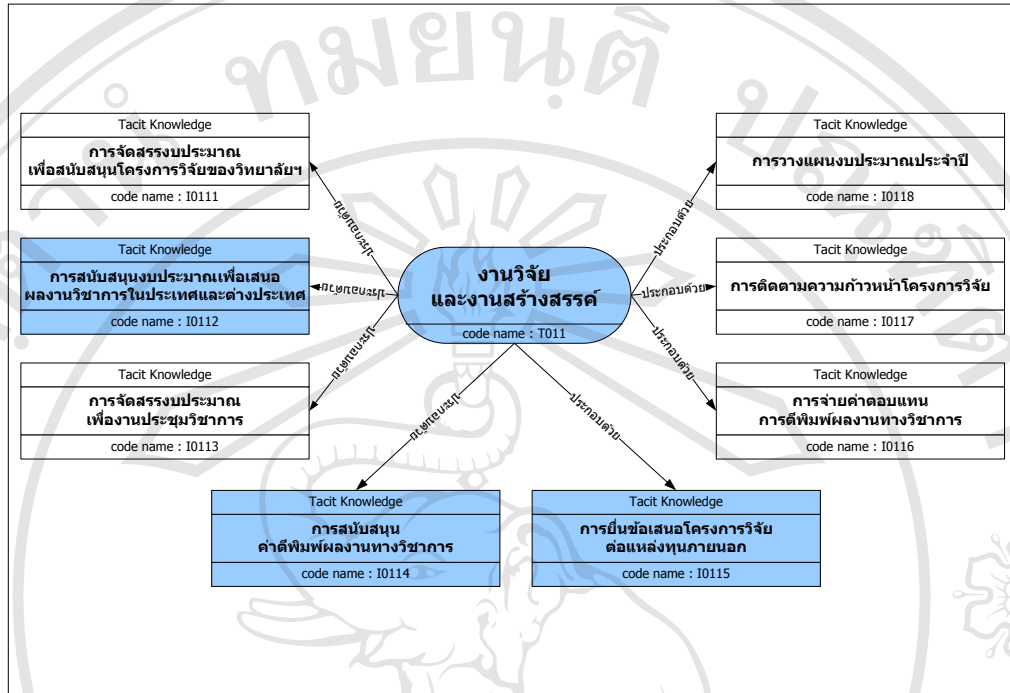 ทมยนฺติ
Tacit Knowledge
การจัดสรรงบประมาณ
เพื่อสนับสนุนโครงการวิจัยของวิทยาลัยฯ
code name : I0111
Tacit Knowledge
การสนับสนุนงบประมาณเพื่อเสนอ
ผลงานวิชาการในประเทศและต่างประเทศ
code name : I0112
Tacit Knowledge
การจัดสรรงบประมาณ
เพื่องานประชุมวิชาการ
code name : I0113
Tacit Knowledge
การสนับสนุน
ค่าตีพิมพ์ผลงานทางวิชาการ
code name : I0114
Tacit Knowledge
การยื่นข้อเสนอโครงการวิจัย
ต่อแหล่งทุนภายนอก
code name : I0115
Tacit Knowledge
การจ่ายค่าตอบแทน
การตีพิมพ์ผลงานทางวิชาการ
code name : I0116
Tacit Knowledge
การติดตามความก้าวหน้าโครงการวิจัย
code name : I0117
Tacit Knowledge
การวางแผนงบประมาณประจำปี
code name : I0118
งานวิจัย
และงานสร้างสรรค์
code name : T011
ประกอบด้วย
ประกอบด้วย
ประกอบด้วย
ประกอบด้วย
ประกอบด้วย
ประกอบด้วย
ประกอบด้วย
ประกอบด้วย